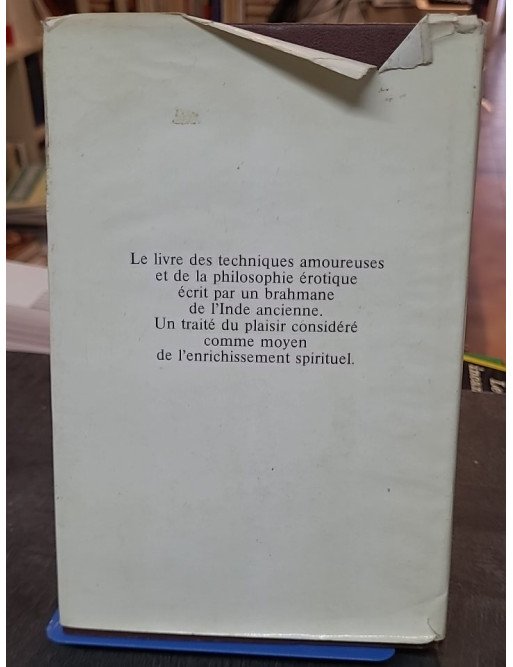 Le livre des techniques amoureuses
et de la philosophie érotique
écrit par un brahmane
de l'Inde ancienne.
Un traité du plaisir considéré
comme moyen
de l'enrichissement spirituel.